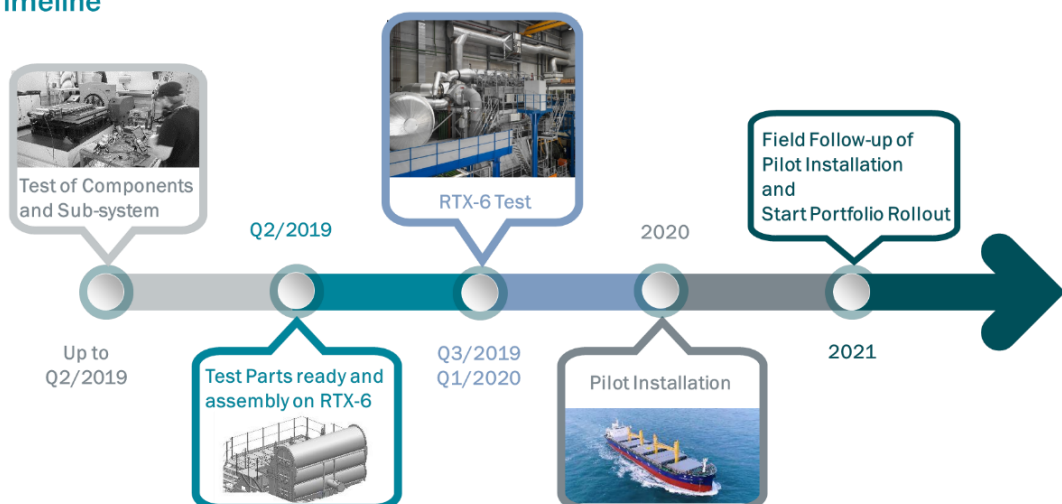 Timeline
Test of Components
and Sub-system
Up to
Q2/2019
Q2/2019
Test Parts ready and
assembly on RTX-6
RTX-6 Test
Q3/2019
Q1/2020
2020
Pilot Installation
Field Follow-up of
Pilot Installation
and
Start Portfolio Rollout
2021